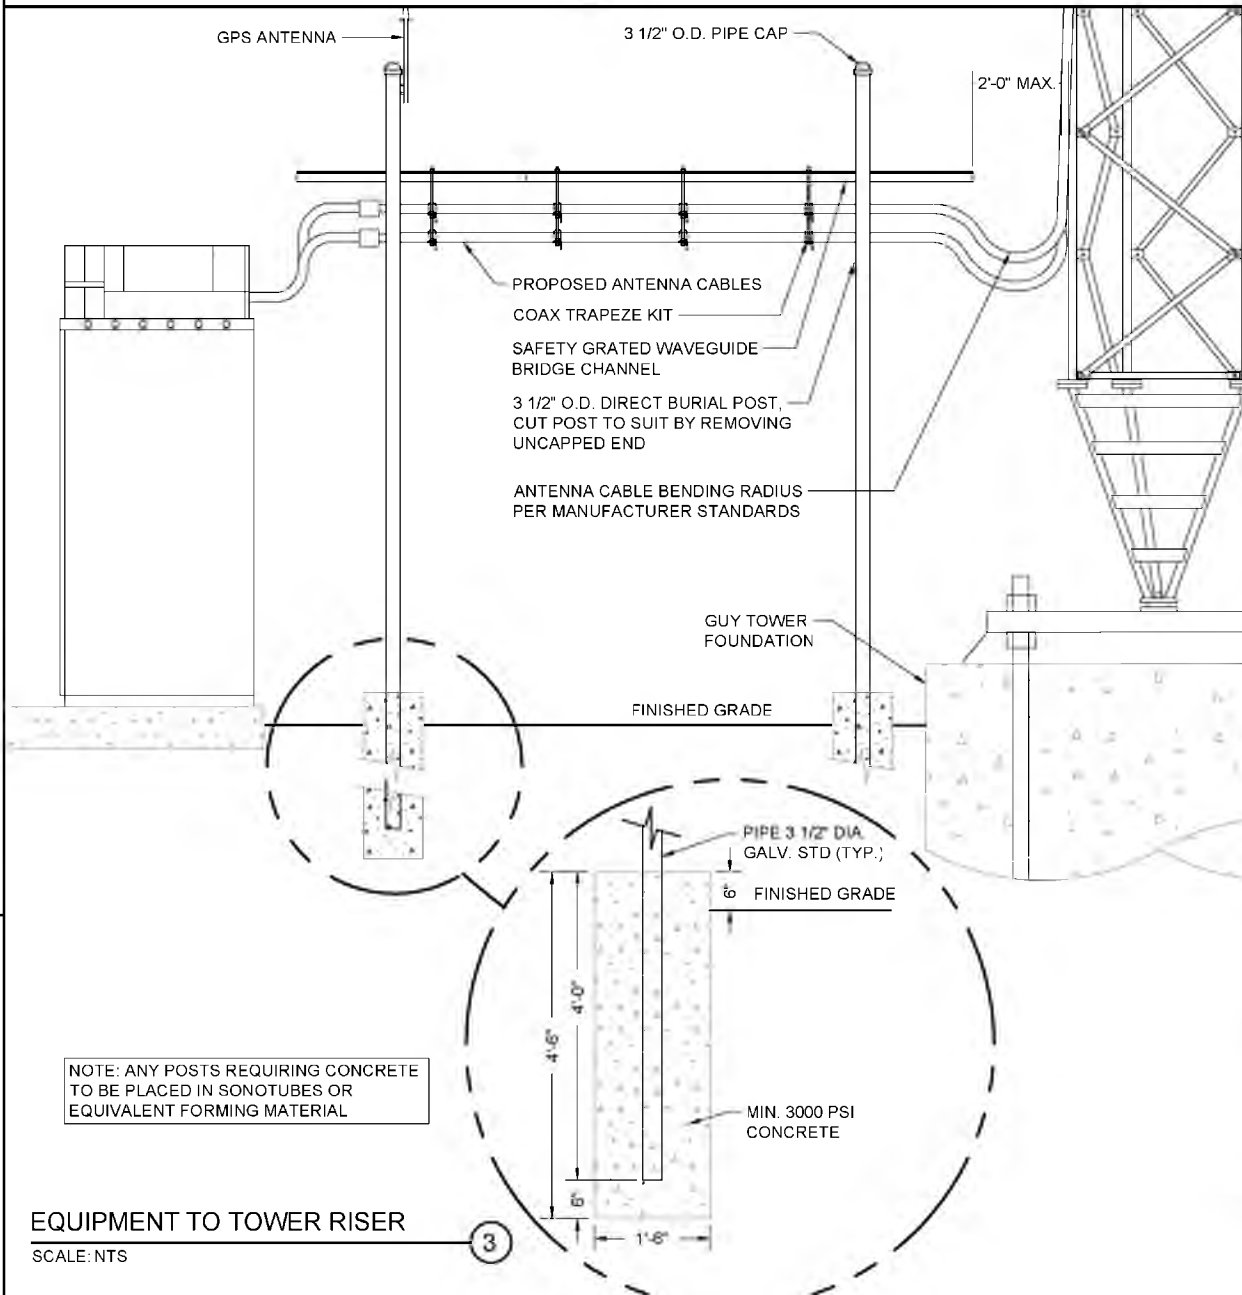 GPS ANTENNA
3 1/2" O.D. PIPE CAP
2'-0" MAX.
PROPOSED ANTENNA CABLES
COAX TRAPEZE KIT
SAFETY GRATED WAVEGUIDE
BRIDGE CHANNEL
3 1/2" O.D. DIRECT BURIAL POST,
CUT POST TO SUIT BY REMOVING
UNCAPPED END
ANTENNA CABLE BENDING RADIUS
PER MANUFACTURER STANDARDS
GUY TOWER
FOUNDATION
FINISHED GRADE
PIPE 3 1/2" DIA.
GALV. STD (TYP.)
6"
FINISHED GRADE
4'-0"
4'-6"
MIN. 3000 PSI
CONCRETE
6"
1'-6"
NOTE: ANY POSTS REQUIRING CONCRETE
TO BE PLACED IN SONOTUBES OR
EQUIVALENT FORMING MATERIAL
EQUIPMENT TO TOWER RISER
3
SCALE: NTS